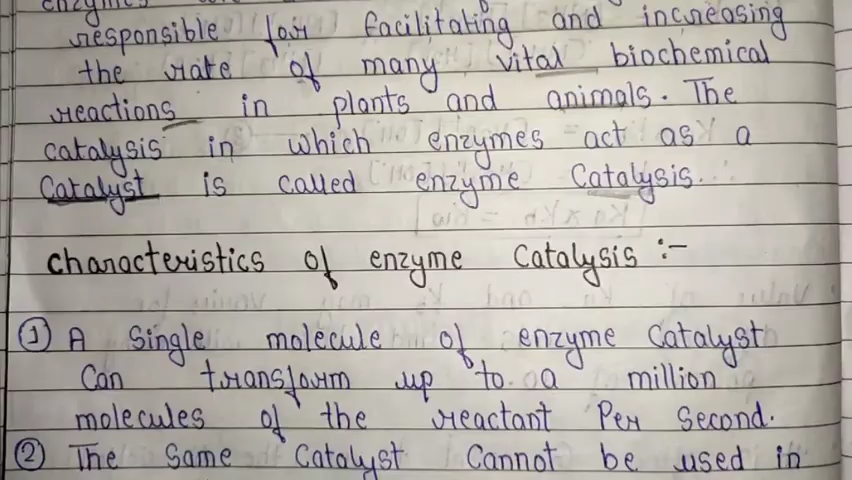 enzymes
responsible for facilitating and increasing
the rate of many vital biochemical
reactions in plants and animals. The
catalysis in which enzymes act as a
Catalyst is called enzyme Catalysis.
Characteristics of enzyme Catalysis :-
① A Single molecule of enzyme Catalyst
Can transform up to a million
molecules of the reactant Per Second.
② The Same Catalyst Cannot be used in